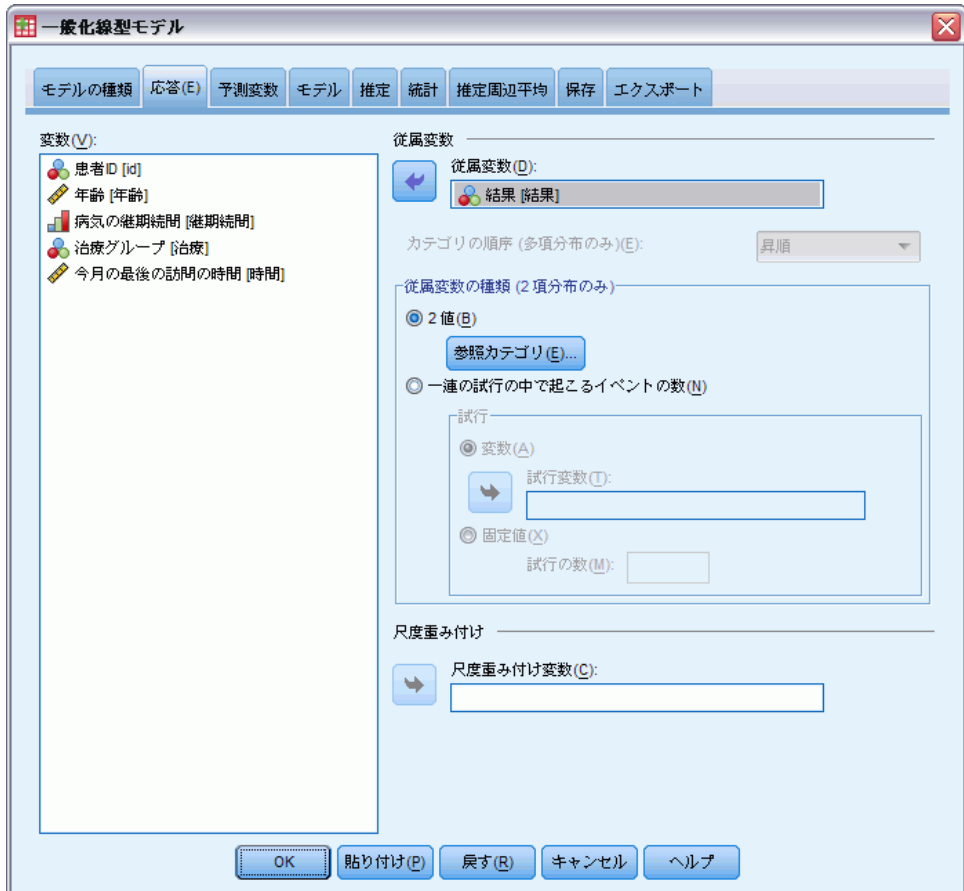 一般化線型モデル
モデルの種類 応答(E) 予測変数 モデル 推定 統計 推定周辺平均 保存 エクスポート
変数(V):
患者ID [id]
年齢 [年齢]
病気の継期続間 [継期続間]
治療グループ [治療]
今月の最後の訪問の時間 [時間]
従属変数
従属変数(D):
結果 [結果]
カテゴリの順序 (多項分布のみ)(E):
昇順
従属変数の種類 (2 項分布のみ)
2 値(B)
参照カテゴリ(E)...
一連の試行の中で起こるイベントの数(N)
試行
変数(A)
試行変数(T):
固定値(X)
試行の数(M):
尺度重み付け
尺度重み付け変数(C):
OK 貼り付け(P) 戻す(R) キャンセル ヘルプ